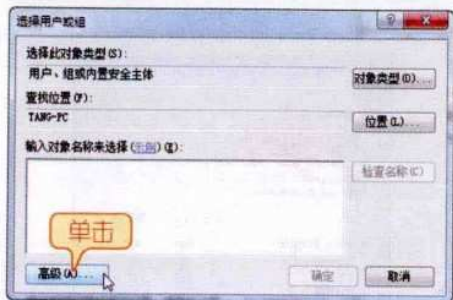 选择用户或组
选择此对象类型(S):
用户、组或内置安全主体
对象类型(O)...
查找位置(F):
TANG-PC
位置(L)...
输入对象名称来选择(示例)(E):
检查名称(C)
单击
高级(A)...
确定
取消